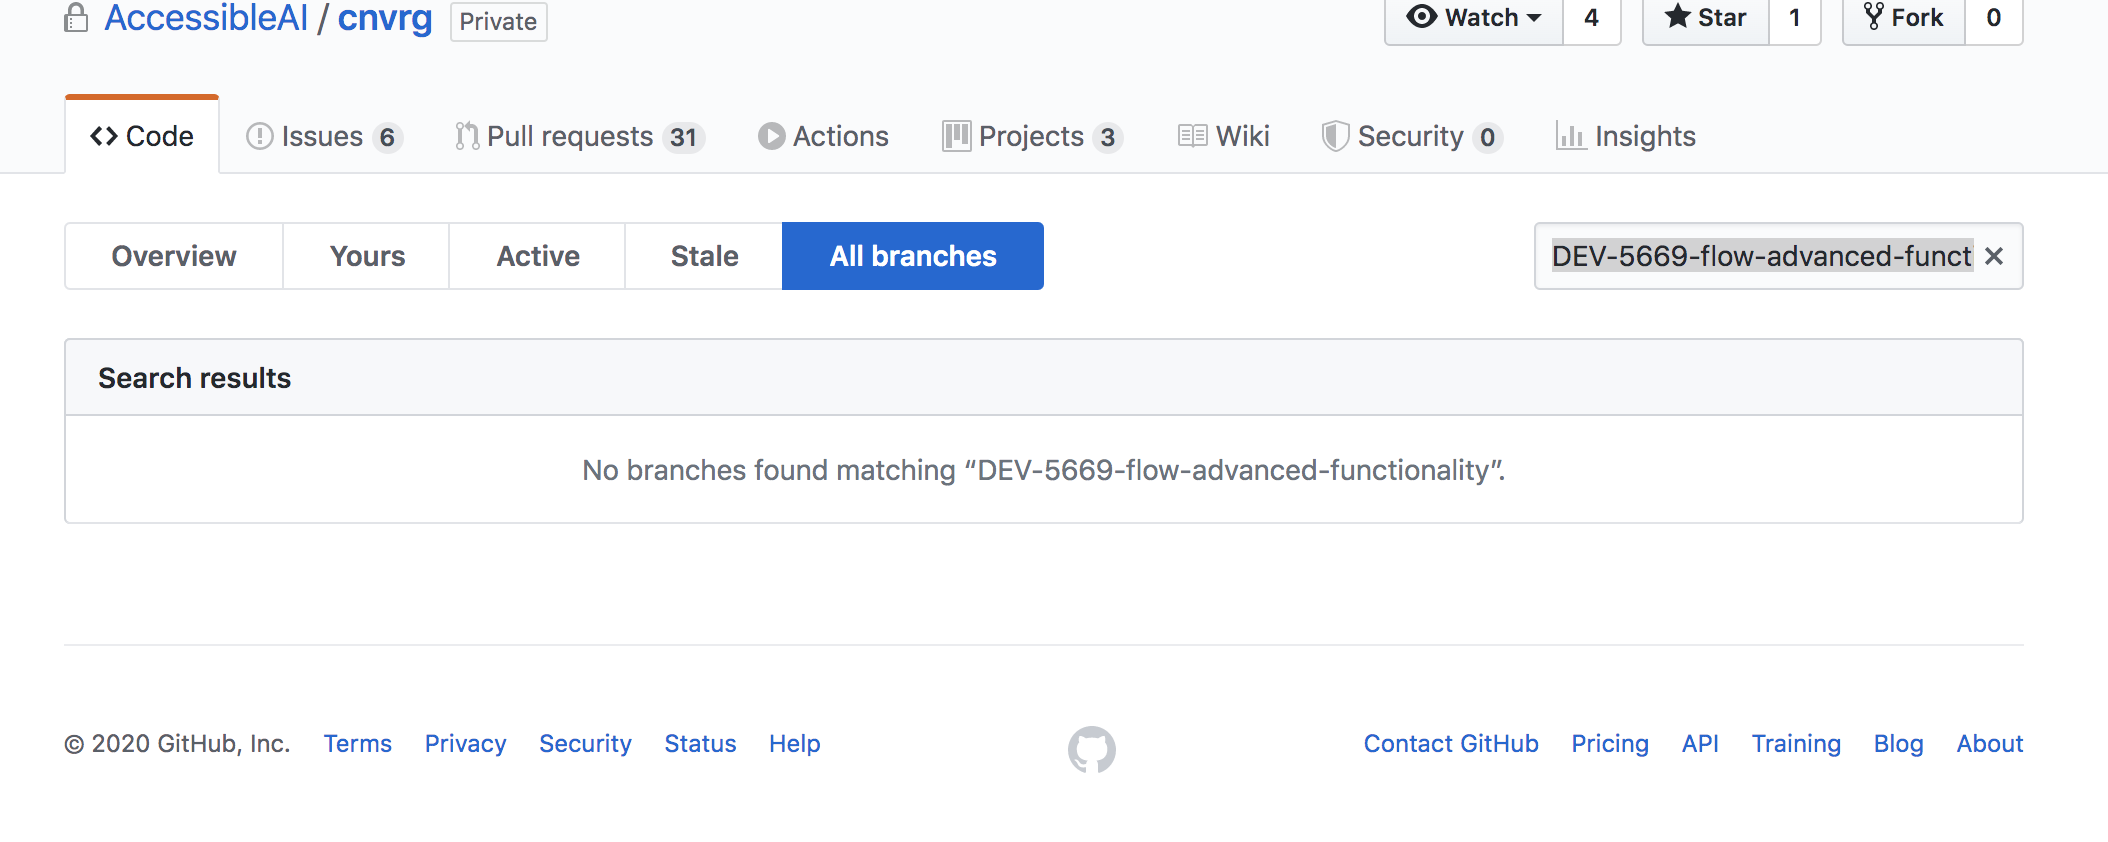 AccessibleAI / cnvrg Private Watch 4 Star 1 Fork 0
Code Issues 6 Pull requests 31 Actions Projects 3 Wiki Security 0 Insights
Overview Yours Active Stale All branches DEV-5669-flow-advanced-funct
Search results
No branches found matching “DEV-5669-flow-advanced-functionality”.
© 2020 GitHub, Inc. Terms Privacy Security Status Help Contact GitHub Pricing API Training Blog About